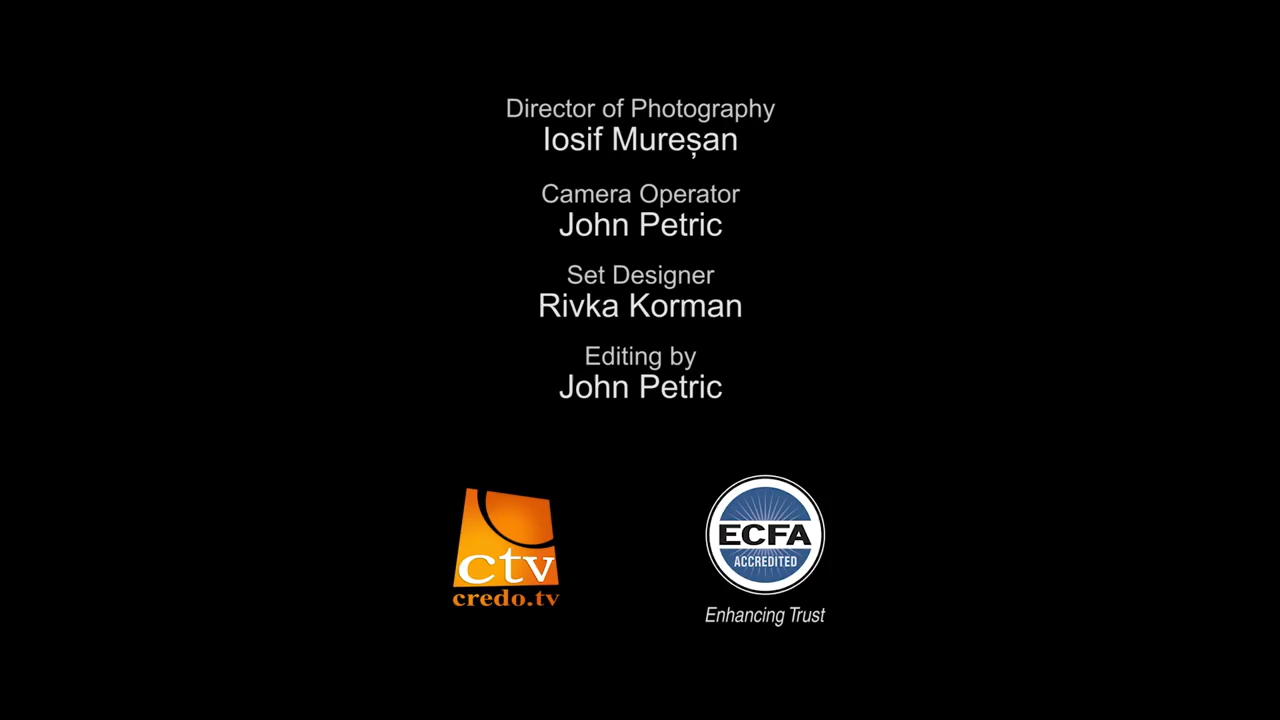 Director of Photography
Iosif Mureșan
Camera Operator
John Petric
Set Designer
Rivka Korman
Editing by
John Petric
ctv
credo.tv
ECFA
ACCREDITED
Enhancing Trust